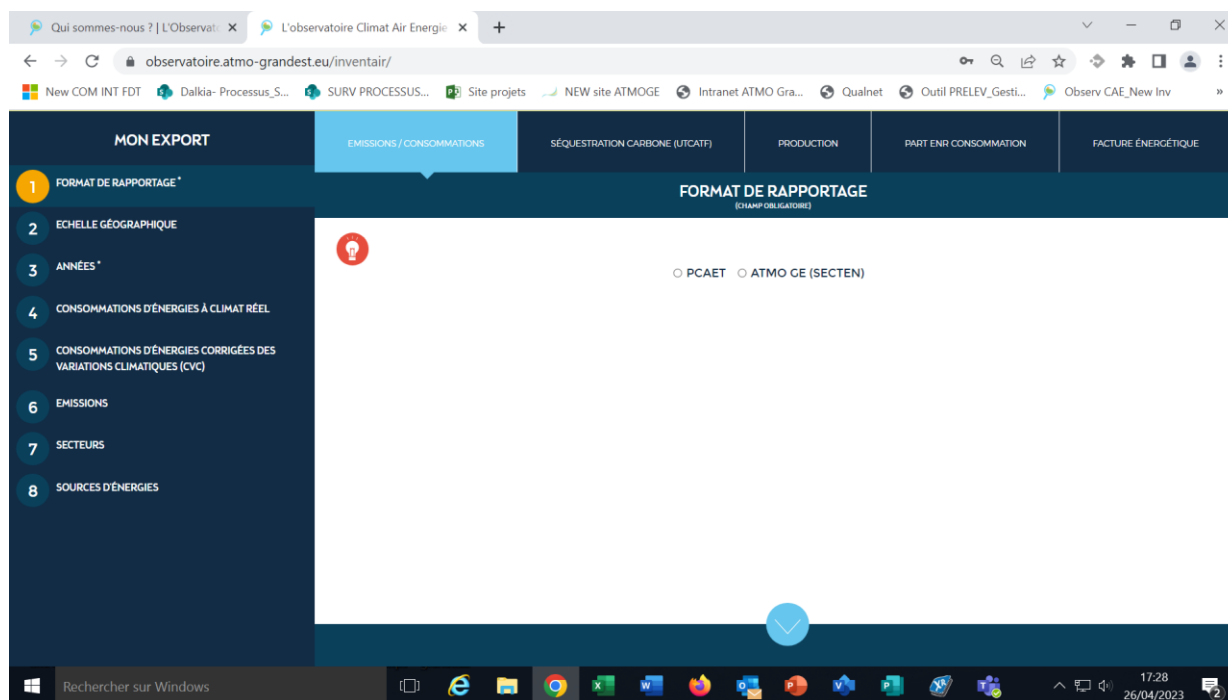 Qui sommes-nous ? | L'Observat
L'observatoire Climat Air Energie
observatoire.atmo-grandest.eu/inventair/
New COM INT FDT
Dalkia- Processus_S...
SURV PROCESSUS...
Site projets
NEW site ATMOGE
Intranet ATMO Gra...
Qualnet
Outil PRELEV_Gesti...
Observ CAE_New Inv
»
MON EXPORT
EMISSIONS / CONSOMMATIONS
SÉQUESTRATION CARBONE (UTCATF)
PRODUCTION
PART ENR CONSOMMATION
FACTURE ÉNERGÉTIQUE
1 FORMAT DE RAPPORTAGE *
2 ECHELLE GÉOGRAPHIQUE
3 ANNÉES *
4 CONSOMMATIONS D'ÉNERGIES À CLIMAT RÉEL
5 CONSOMMATIONS D'ÉNERGIES CORRIGÉES DES
VARIATIONS CLIMATIQUES (CVC)
6 EMISSIONS
7 SECTEURS
8 SOURCES D'ÉNERGIES
FORMAT DE RAPPORTAGE
(CHAMP OBLIGATOIRE)
PCAET
ATMO GE (SECTEN)
Rechercher sur Windows
17:28
26/04/2023